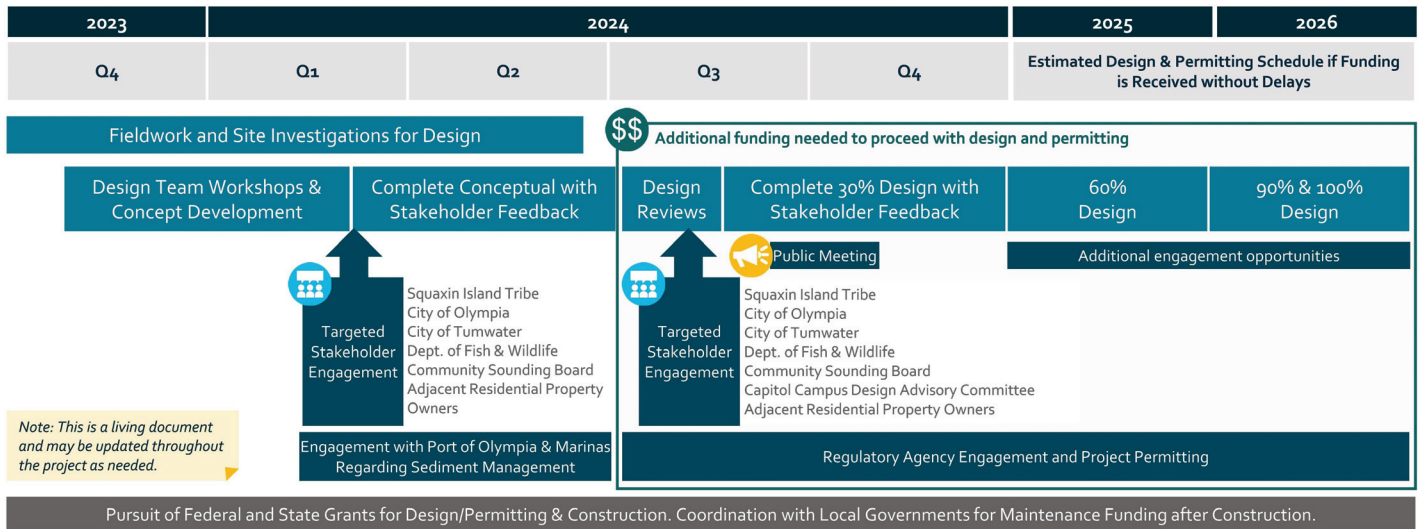 2023
2024
2025
2026
Q4
Q1
Q2
Q3
Q4
Estimated Design & Permitting Schedule if Funding
is Received without Delays
Fieldwork and Site Investigations for Design
$$
Additional funding needed to proceed with design and permitting
Design Team Workshops &
Concept Development
Complete Conceptual with
Stakeholder Feedback
Design
Reviews
Complete 30% Design with
Stakeholder Feedback
60%
Design
90% & 100%
Design
Public Meeting
Additional engagement opportunities
Targeted
Stakeholder
Engagement
Squaxin Island Tribe
City of Olympia
City of Tumwater
Dept. of Fish & Wildlife
Community Sounding Board
Adjacent Residential Property
Owners
Targeted
Stakeholder
Engagement
Squaxin Island Tribe
City of Olympia
City of Tumwater
Dept. of Fish & Wildlife
Community Sounding Board
Capitol Campus Design Advisory Committee
Adjacent Residential Property Owners
Note: This is a living document
and may be updated throughout
the project as needed.
Engagement with Port of Olympia & Marinas
Regarding Sediment Management
Regulatory Agency Engagement and Project Permitting
Pursuit of Federal and State Grants for Design/Permitting & Construction. Coordination with Local Governments for Maintenance Funding after Construction.